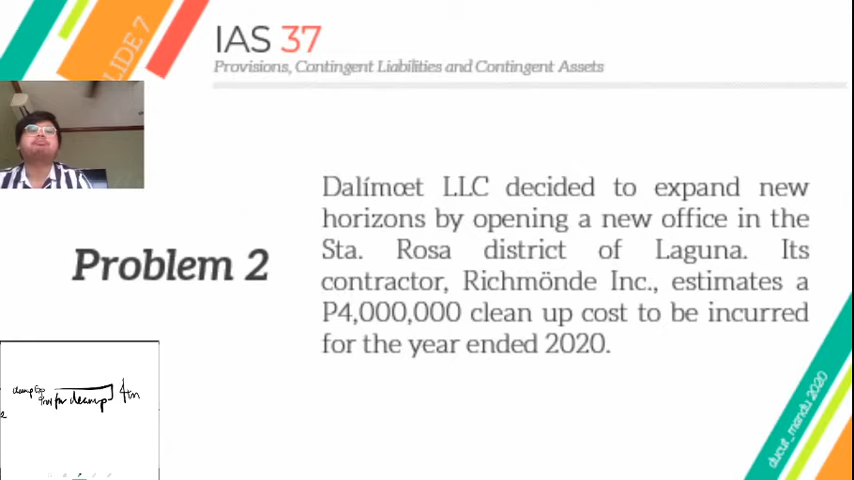 SLIDE 7
IAS 37
Provisions, Contingent Liabilities and Contingent Assets
Problem 2
Dalímœt LLC decided to expand new
horizons by opening a new office in the
Sta. Rosa district of Laguna. Its
contractor, Richmönde Inc., estimates a
P4,000,000 clean up cost to be incurred
for the year ended 2020.
for cleanup
ducut_mandu 2020